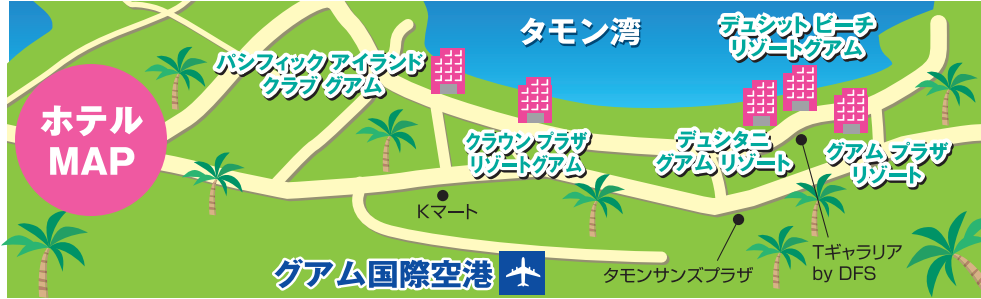 ホテル
MAP
パシフィック アイランド
クラブ グアム
タモン湾
デュシット ビーチ
リゾートグアム
クラウン プラザ
リゾートグアム
デュシタニ
グアム リゾート
グアム プラザ
リゾート
Kマート
タモンサンズプラザ
Tギャラリア
by DFS
グアム国際空港